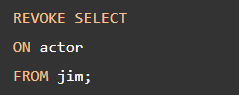 REVOKE SELECT
ON actor
FROM jim;